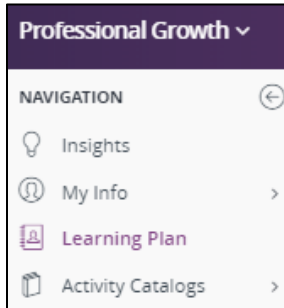 Professional Growth
NAVIGATION
Insights
My Info
Learning Plan
Activity Catalogs